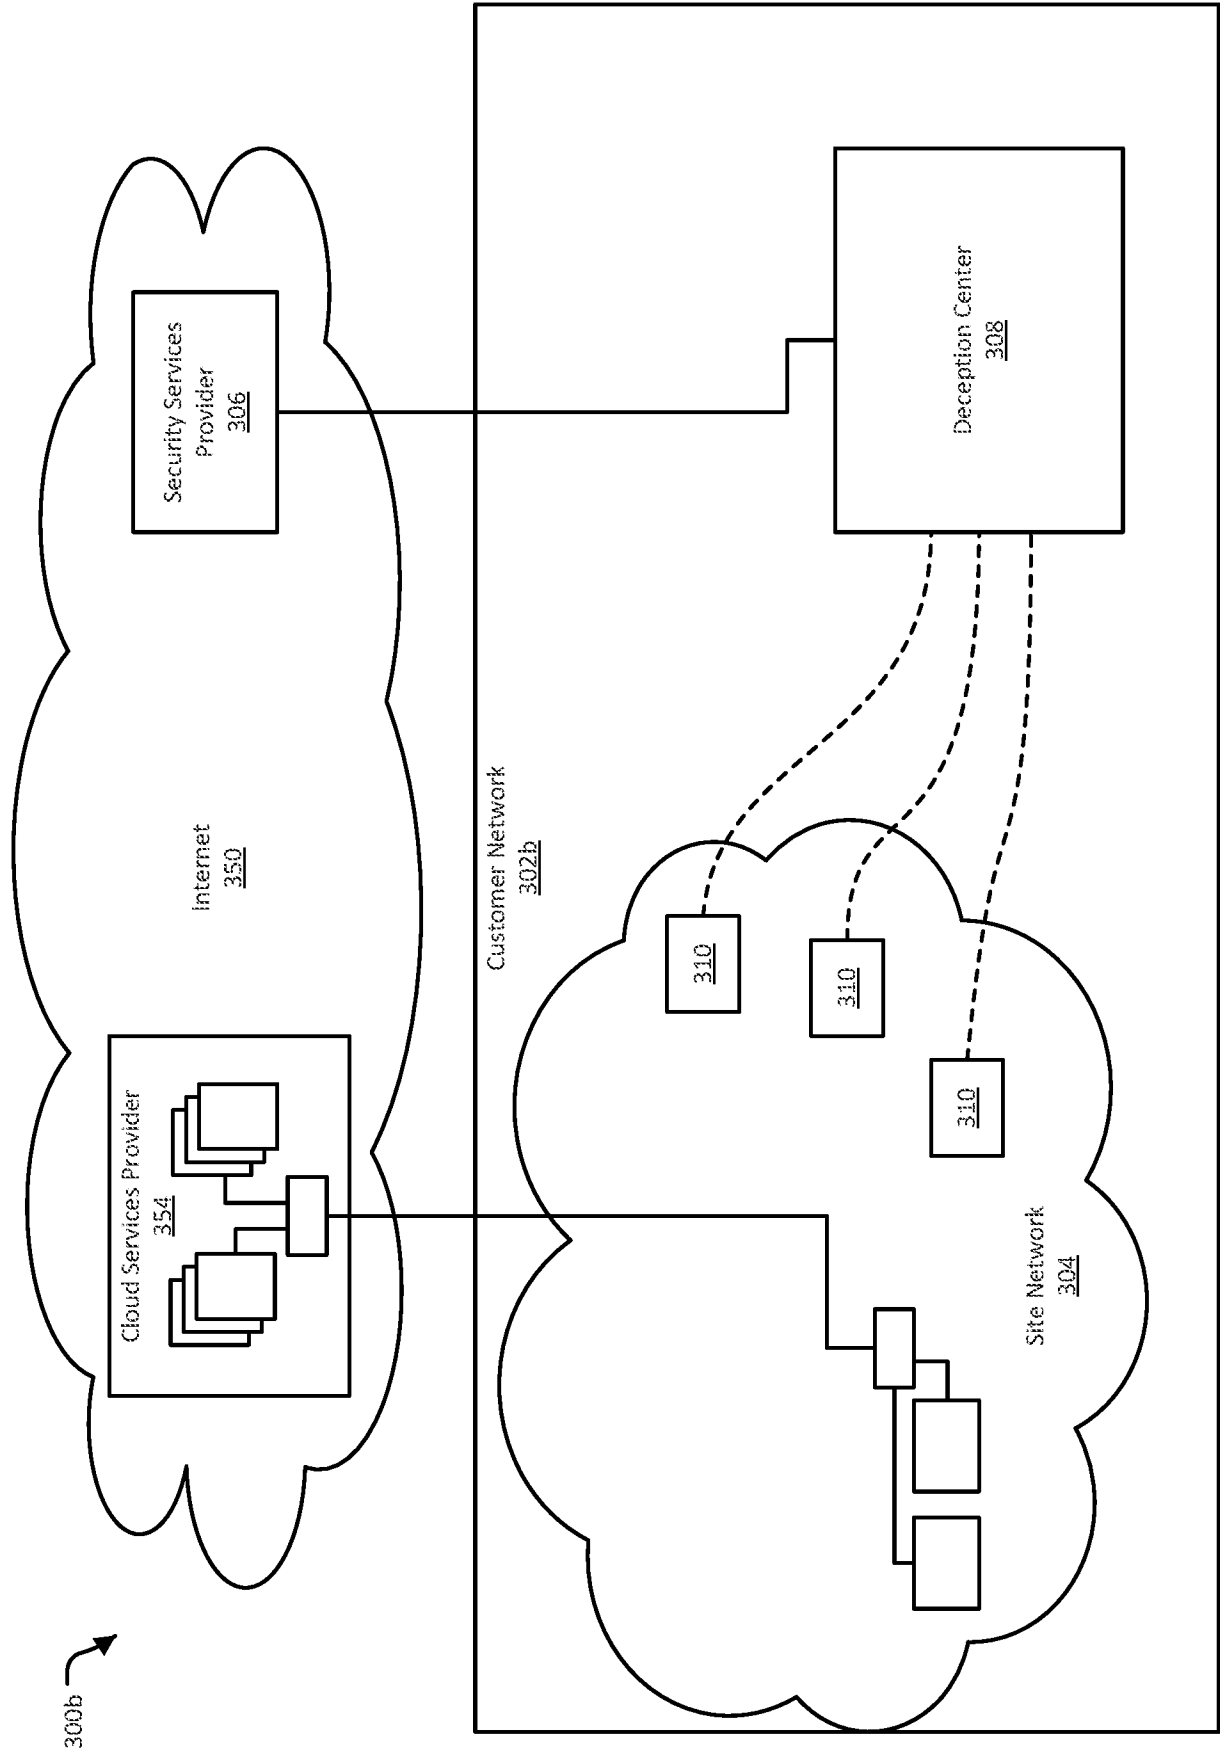 300b
Cloud Services Provider
354
Internet
350
Security Services
Provider
306
Customer Network
302b
310
310
310
Site Network
304
Deception Center
308